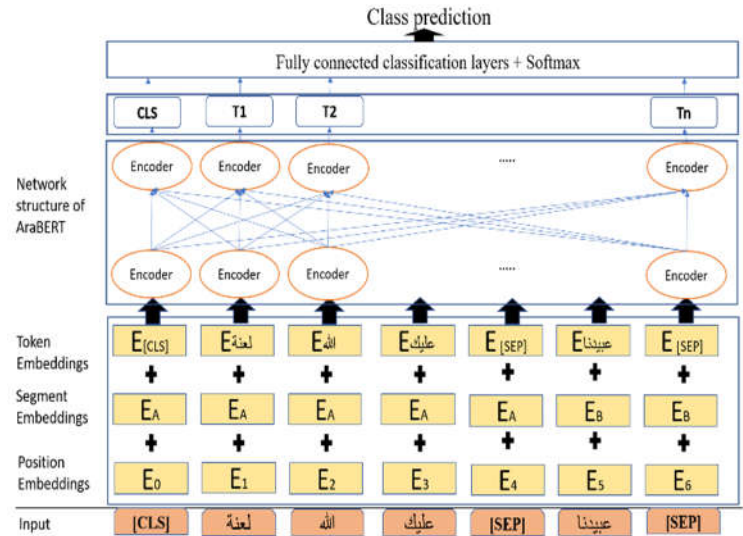 Class prediction
Fully connected classification layers + Softmax
CLS T1 T2 Tn
Encoder Encoder Encoder ..... Encoder
Network structure of AraBERT
Encoder Encoder Encoder ..... Encoder
Token Embeddings E[CLS] Eلعنة Eالله Eعليك E[SEP] Eعبيدنا E[SEP]
Segment Embeddings EA EA EA EA EA EB EB
Position Embeddings E0 E1 E2 E3 E4 E5 E6
Input [CLS] لعنة الله عليك [SEP] عبيدنا [SEP]